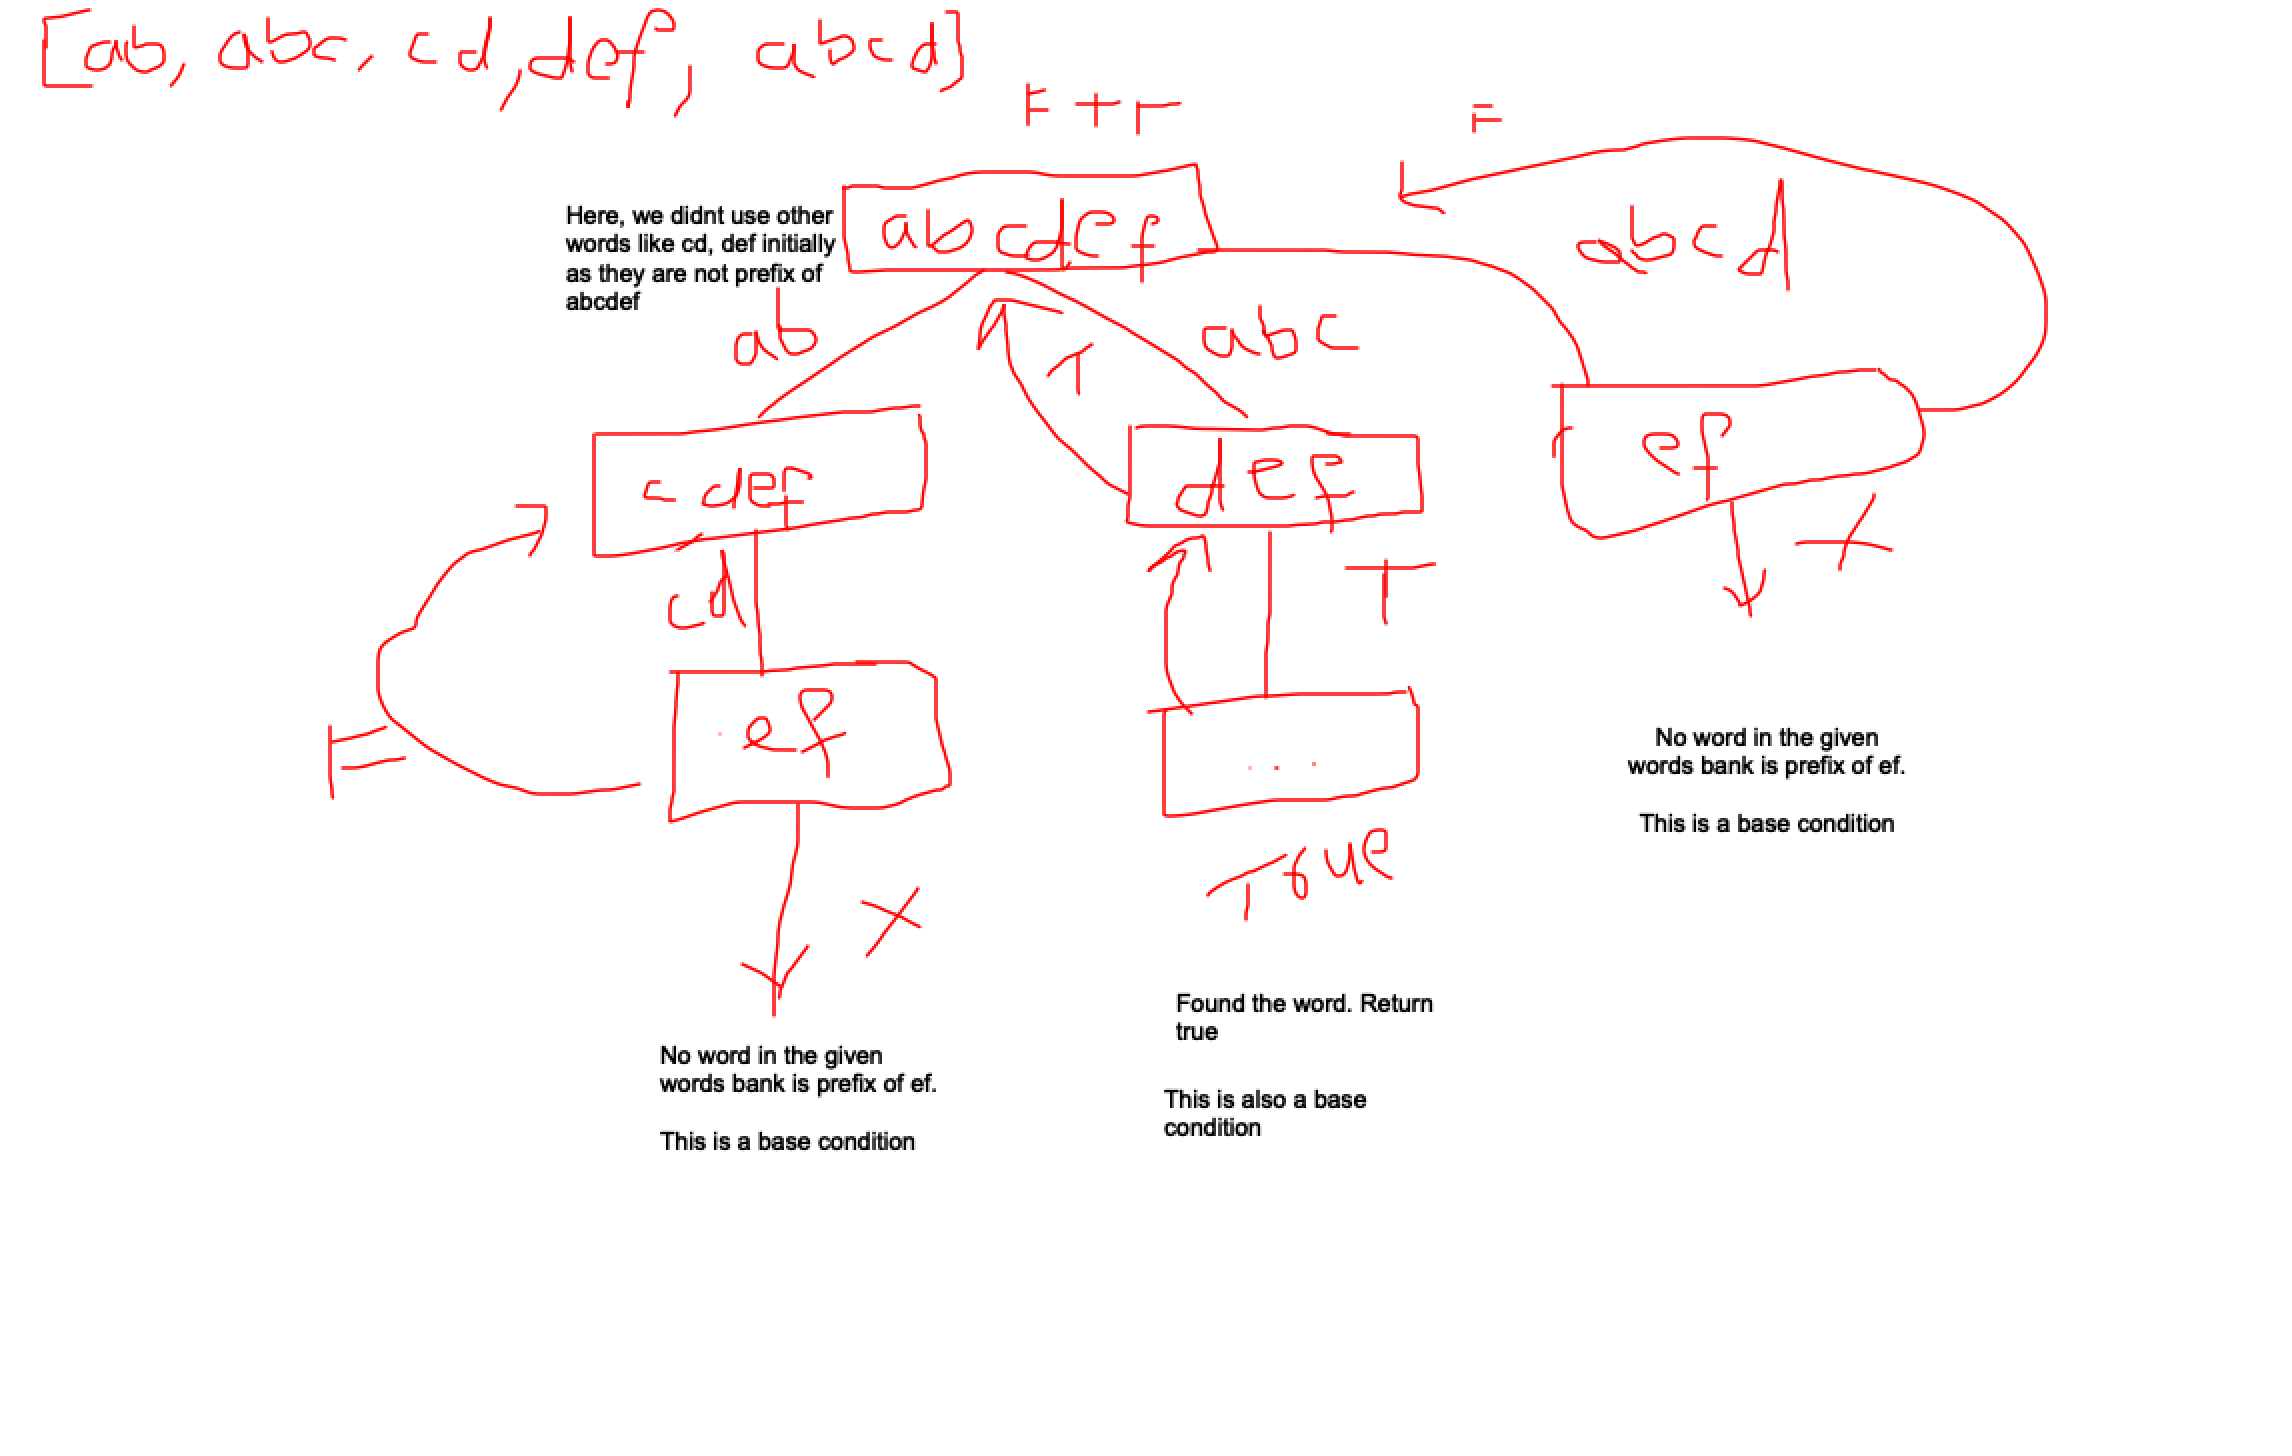 [ab, abc, cd, def, abcd]
F + T
F
Here, we didnt use other
words like cd, def initially
as they are not prefix of
abcdef
abcdef
abcd
ab
T
abc
cdef
def
ef
cd
T
X
F
ef
...
True
X
No word in the given
words bank is prefix of ef.
This is a base condition
Found the word. Return
true
This is also a base
condition
No word in the given
words bank is prefix of ef.
This is a base condition